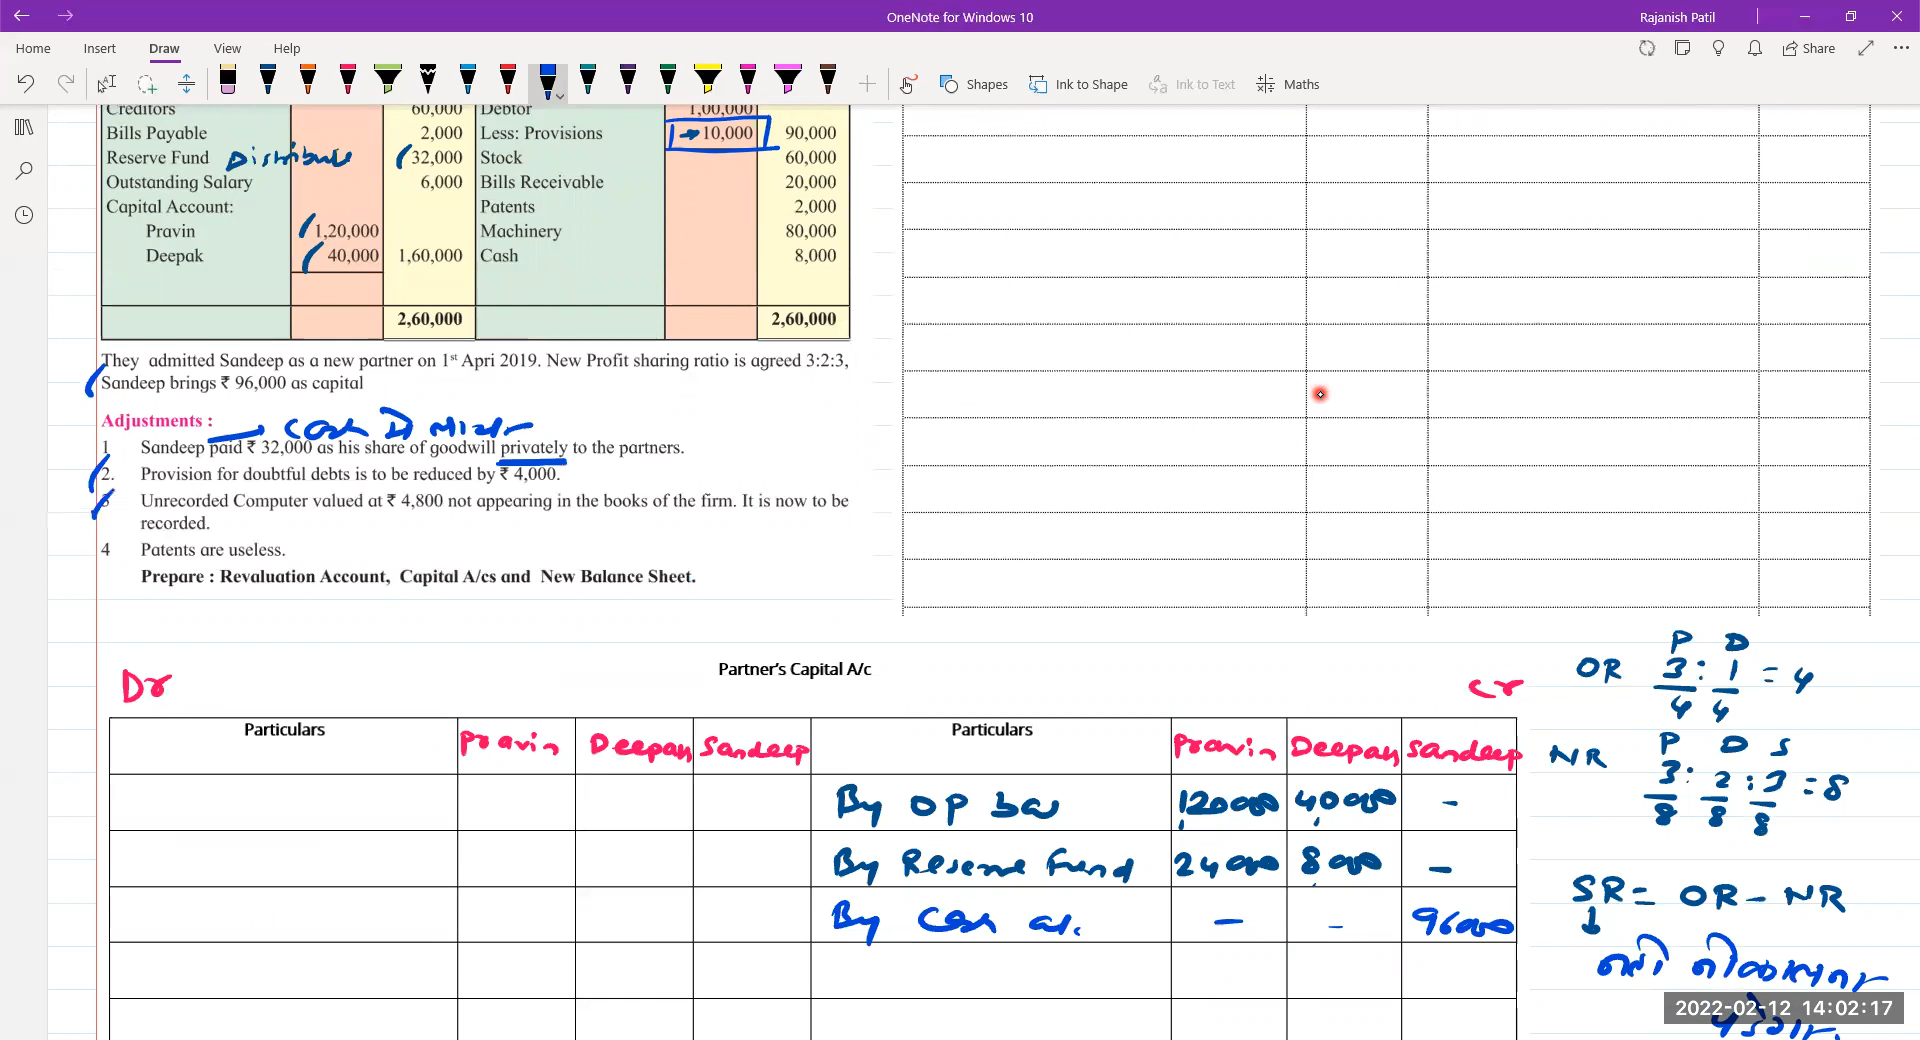 OneNote for Windows 10
Rajanish Patil
Home Insert Draw View Help
Share
Shapes Ink to Shape Ink to Text Maths
Creditors 60,000 Debtor 1,00,000
Bills Payable 2,000 Less: Provisions 10,000 90,000
Reserve Fund Distribute 32,000 Stock 60,000
Outstanding Salary 6,000 Bills Receivable 20,000
Capital Account: Patents 2,000
Pravin 1,20,000 Machinery 80,000
Deepak 40,000 1,60,000 Cash 8,000
2,60,000 2,60,000
They admitted Sandeep as a new partner on 1st Apri 2019. New Profit sharing ratio is agreed 3:2:3,
Sandeep brings ₹ 96,000 as capital
Adjustments :
1 Sandeep paid ₹ 32,000 as his share of goodwill privately to the partners.
2. Provision for doubtful debts is to be reduced by ₹ 4,000.
3 Unrecorded Computer valued at ₹ 4,800 not appearing in the books of the firm. It is now to be
recorded.
4 Patents are useless.
Prepare : Revaluation Account, Capital A/cs and New Balance Sheet.
Partner's Capital A/c
Dr
Cr
Particulars Pravin Deepak Sandeep Particulars Pravin Deepak Sandeep
By OP bal 120000 40000 -
By Reserve Fund 24000 8000 -
By Cash a/c. - - 96000
P D
OR 3 : 1 = 4
4 4
P D S
NR 3 : 2 : 3 = 8
8 8 8
SR = OR - NR
2022-02-12 14:02:17